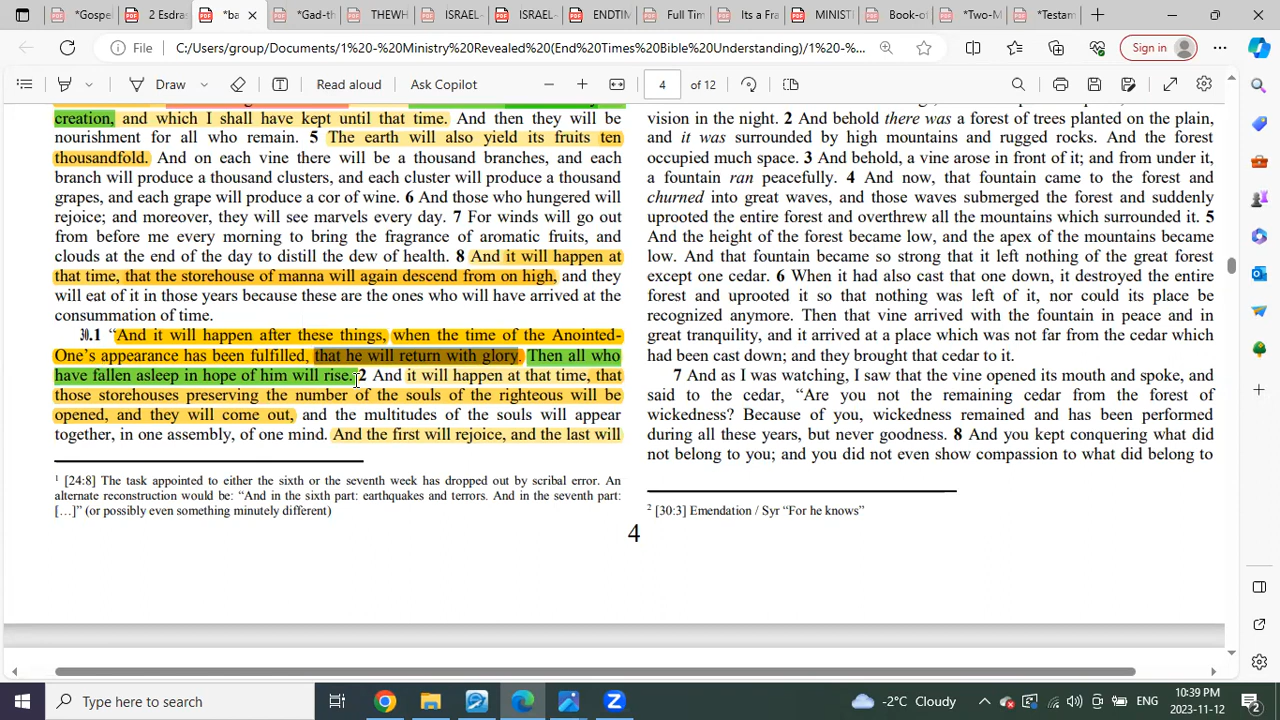 *Gospel
2 Esdras
*ba
*Gad-th
THEWH
ISRAEL-
ISRAEL-
ENDTIM
Full Tim
Its a Fra
MINIST
Book-of
*Two-M
*Testam
File
C:/Users/group/Documents/1%20-%20Ministry%20Revealed%20(End%20Times%20Bible%20Understanding)/1%20-%...
Sign in
Draw
Read aloud
Ask Copilot
4 of 12
creation, and which I shall have kept until that time. And then they will be
nourishment for all who remain. 5 The earth will also yield its fruits ten
thousandfold. And on each vine there will be a thousand branches, and each
branch will produce a thousand clusters, and each cluster will produce a thousand
grapes, and each grape will produce a cor of wine. 6 And those who hungered will
rejoice; and moreover, they will see marvels every day. 7 For winds will go out
from before me every morning to bring the fragrance of aromatic fruits, and
clouds at the end of the day to distill the dew of health. 8 And it will happen at
that time, that the storehouse of manna will again descend from on high, and they
will eat of it in those years because these are the ones who will have arrived at the
consummation of time.
30.1 “And it will happen after these things, when the time of the Anointed-
One’s appearance has been fulfilled, that he will return with glory. Then all who
have fallen asleep in hope of him will rise. 2 And it will happen at that time, that
those storehouses preserving the number of the souls of the righteous will be
opened, and they will come out, and the multitudes of the souls will appear
together, in one assembly, of one mind. And the first will rejoice, and the last will
1 [24:8] The task appointed to either the sixth or the seventh week has dropped out by scribal error. An
alternate reconstruction would be: “And in the sixth part: earthquakes and terrors. And in the seventh part:
[…]” (or possibly even something minutely different)
vision in the night. 2 And behold there was a forest of trees planted on the plain,
and it was surrounded by high mountains and rugged rocks. And the forest
occupied much space. 3 And behold, a vine arose in front of it; and from under it,
a fountain ran peacefully. 4 And now, that fountain came to the forest and
churned into great waves, and those waves submerged the forest and suddenly
uprooted the entire forest and overthrew all the mountains which surrounded it. 5
And the height of the forest became low, and the apex of the mountains became
low. And that fountain became so strong that it left nothing of the great forest
except one cedar. 6 When it had also cast that one down, it destroyed the entire
forest and uprooted it so that nothing was left of it, nor could its place be
recognized anymore. Then that vine arrived with the fountain in peace and in
great tranquility, and it arrived at a place which was not far from the cedar which
had been cast down; and they brought that cedar to it.
7 And as I was watching, I saw that the vine opened its mouth and spoke, and
said to the cedar, “Are you not the remaining cedar from the forest of
wickedness? Because of you, wickedness remained and has been performed
during all these years, but never goodness. 8 And you kept conquering what did
not belong to you; and you did not even show compassion to what did belong to
2 [30:3] Emendation / Syr “For he knows”
4
Type here to search
-2°C Cloudy
ENG
10:39 PM
2023-11-12
2